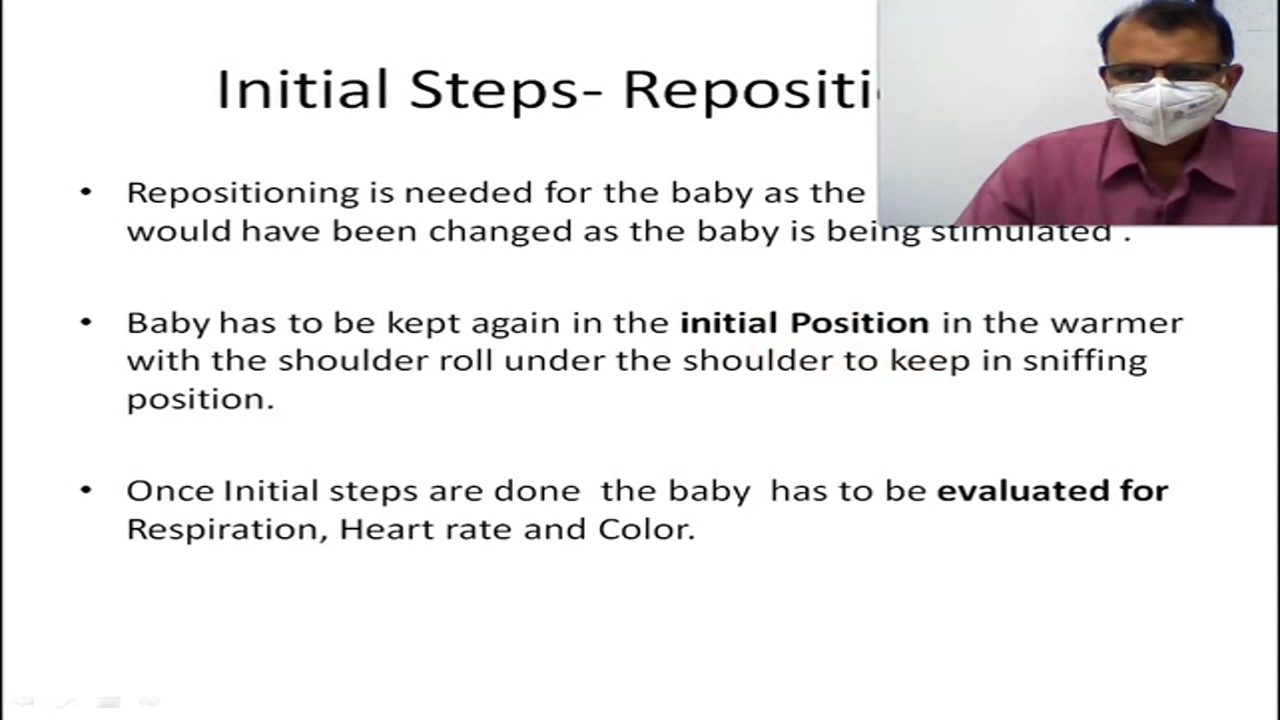 Initial Steps- Repositi
• Repositioning is needed for the baby as the
would have been changed as the baby is being stimulated .
• Baby has to be kept again in the initial Position in the warmer
with the shoulder roll under the shoulder to keep in sniffing
position.
• Once Initial steps are done the baby has to be evaluated for
Respiration, Heart rate and Color.